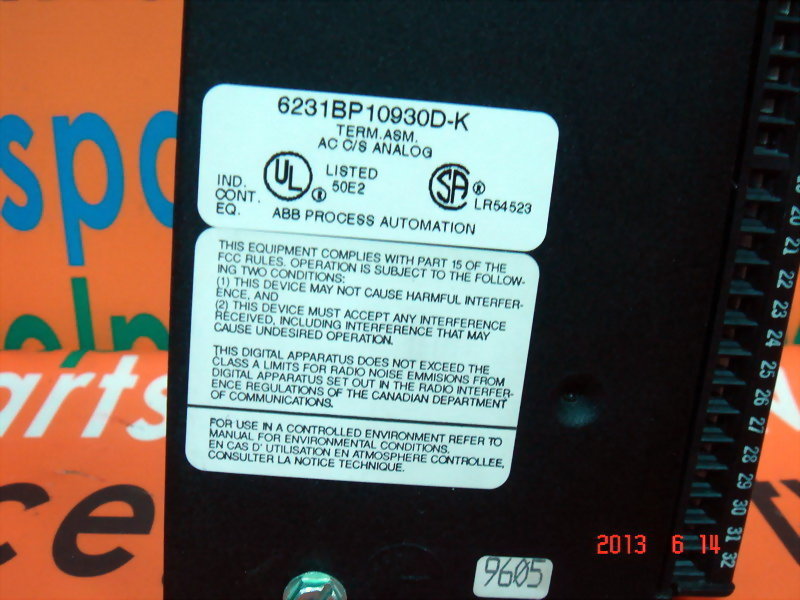 6231BP10930D-K
TERM.ASM.
AC C/S ANALOG
IND.
CONT.
EQ.
UL
®
LISTED
50E2
SA
®
LR54523
ABB PROCESS AUTOMATION
THIS EQUIPMENT COMPLIES WITH PART 15 OF THE
FCC RULES. OPERATION IS SUBJECT TO THE FOLLOW-
ING TWO CONDITIONS:
(1) THIS DEVICE MAY NOT CAUSE HARMFUL INTERFER-
ENCE, AND
(2) THIS DEVICE MUST ACCEPT ANY INTERFERENCE
RECEIVED, INCLUDING INTERFERENCE THAT MAY
CAUSE UNDESIRED OPERATION.
THIS DIGITAL APPARATUS DOES NOT EXCEED THE
CLASS A LIMITS FOR RADIO NOISE EMMISIONS FROM
DIGITAL APPARATUS SET OUT IN THE RADIO INTERFER-
ENCE REGULATIONS OF THE CANADIAN DEPARTMENT
OF COMMUNICATIONS.
FOR USE IN A CONTROLLED ENVIRONMENT REFER TO
MANUAL FOR ENVIRONMENTAL CONDITIONS.
EN CAS D' UTILISATION EN ATMOSPHERE CONTROLLEE,
CONSULTER LA NOTICE TECHNIQUE.
9605
20
21
22
23
24
25
26
27
28
29
30
31
32
2013 6 14
spa
arts
ce